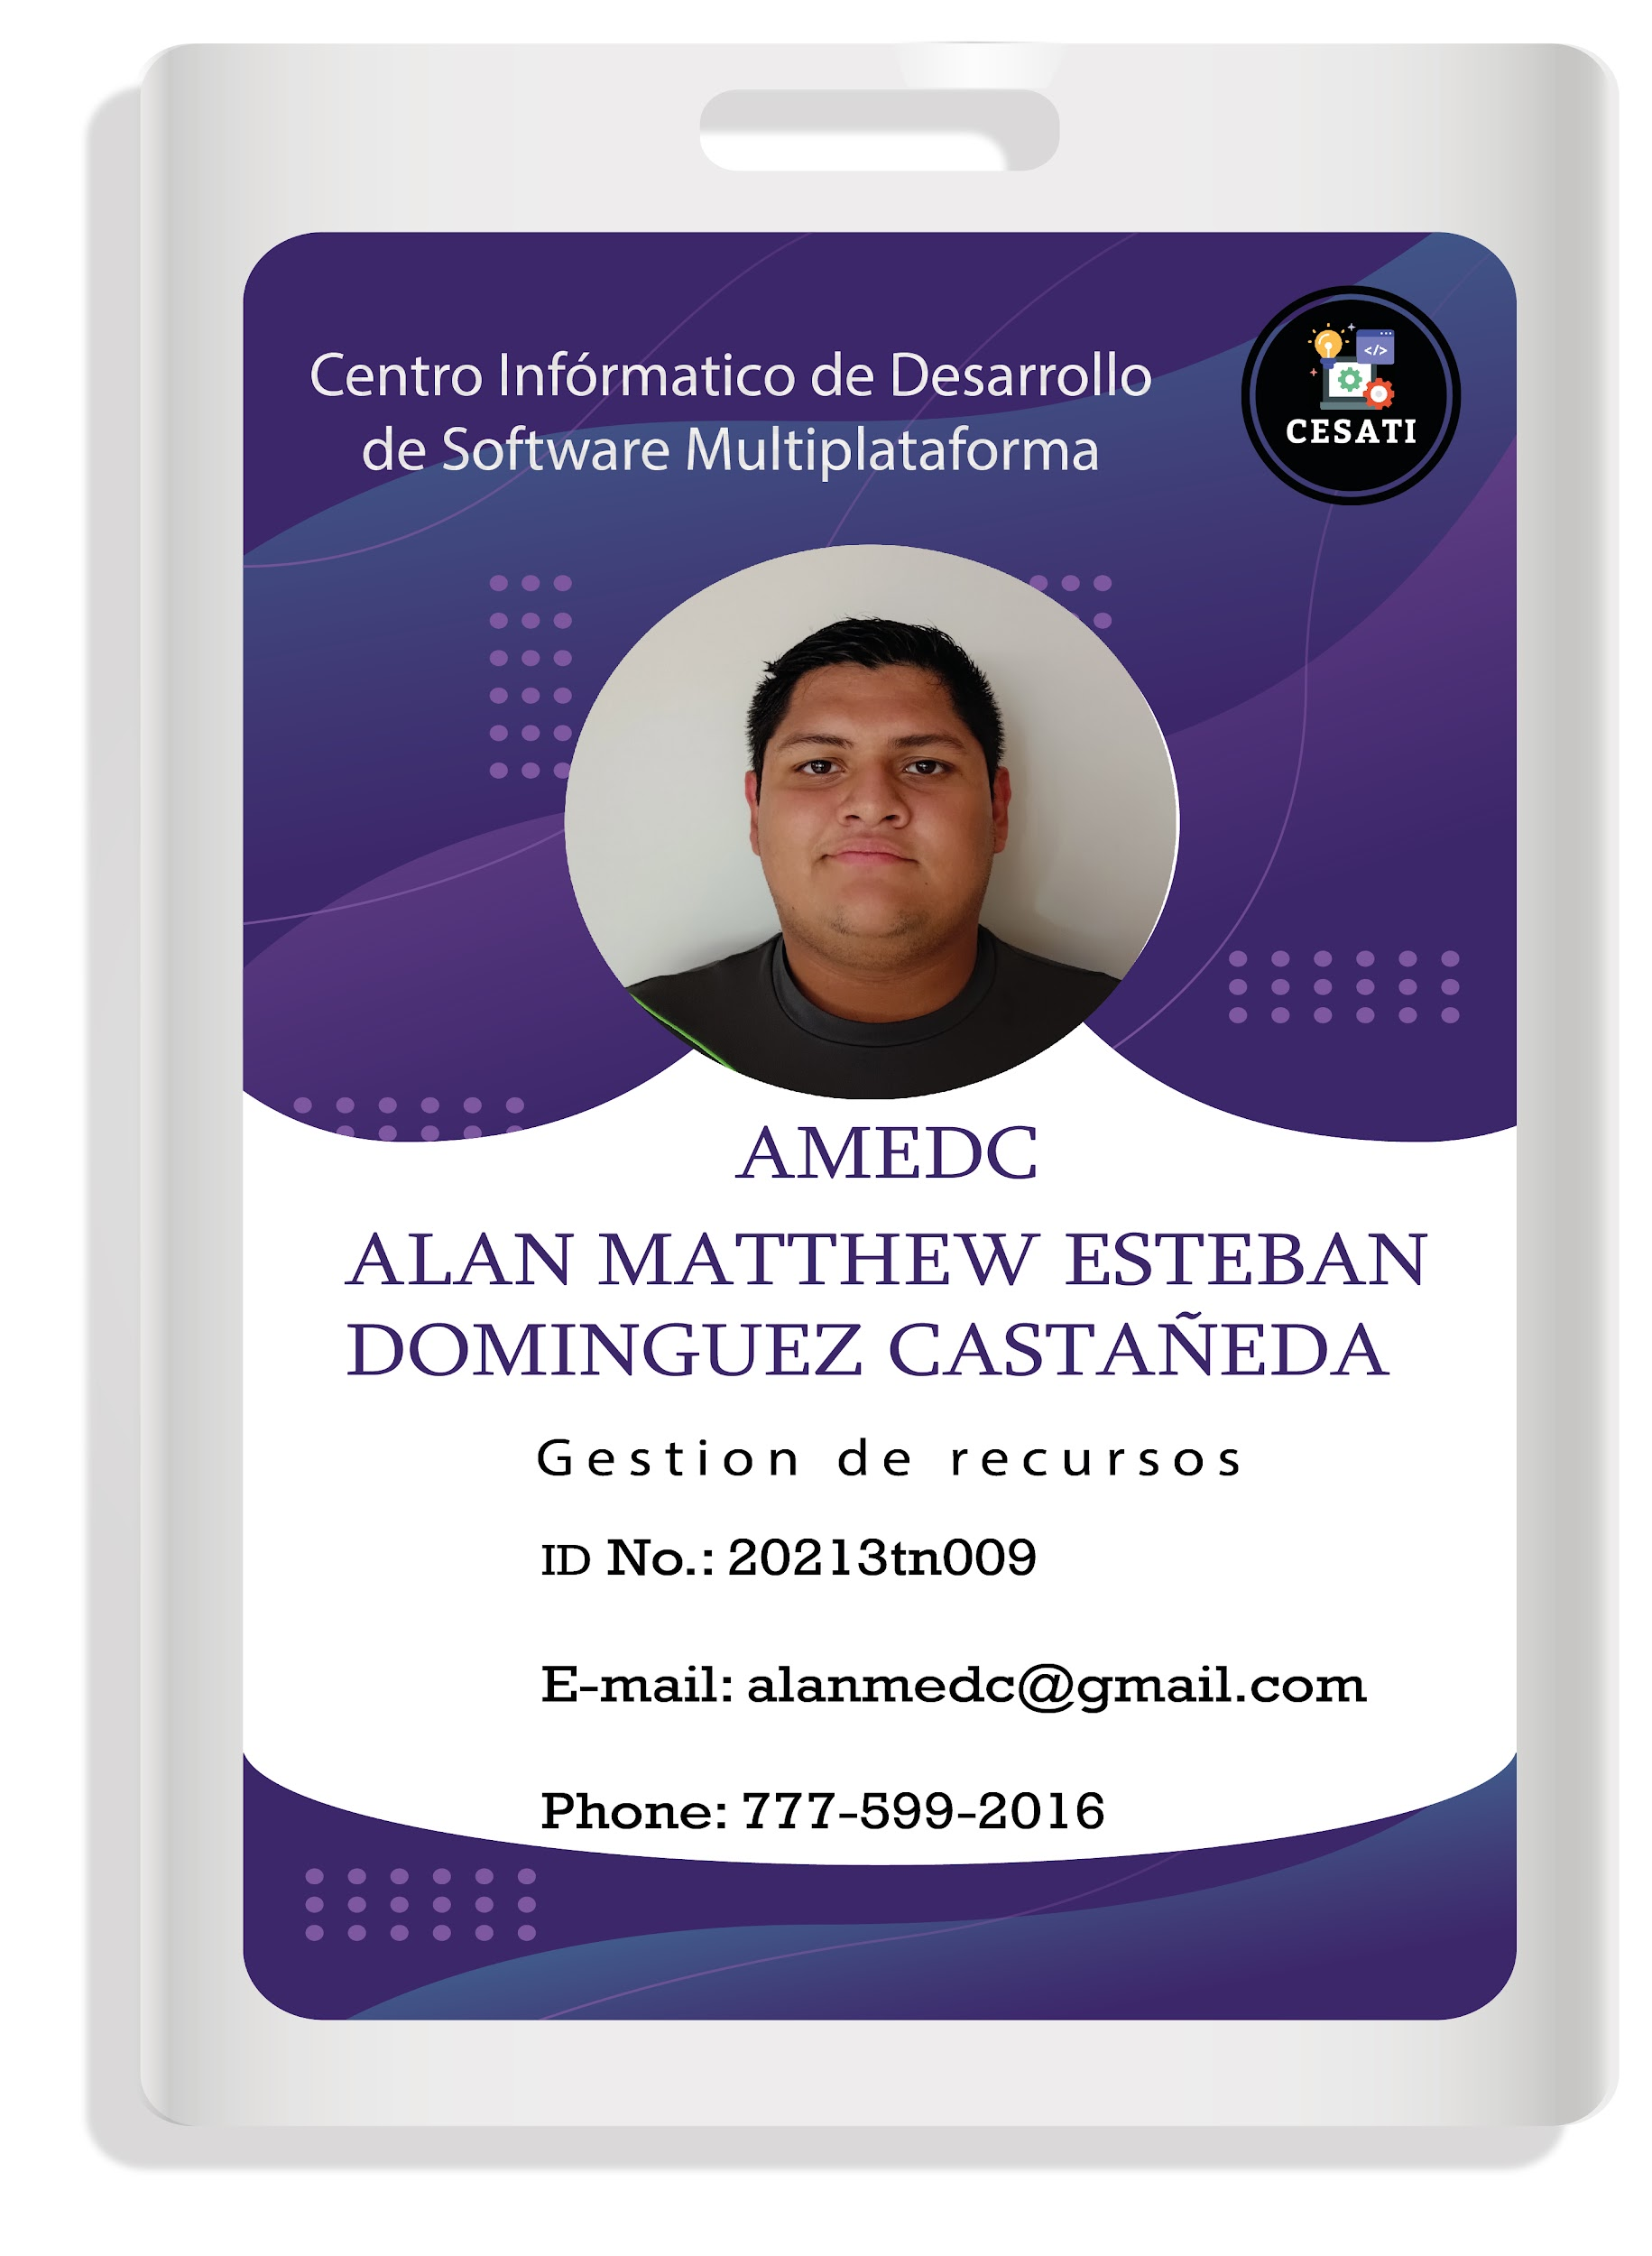 Centro Infórmatico de Desarrollo
de Software Multiplataforma
</>
CESATI
AMEDC
ALAN MATTHEW ESTEBAN
DOMINGUEZ CASTAÑEDA
Gestion de recursos
ID No.: 20213tn009
E-mail: alanmedc@gmail.com
Phone: 777-599-2016